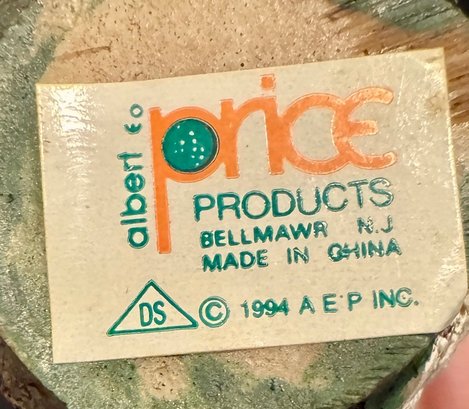 albert e. price
PRODUCTS
BELLMAWR N.J
MADE IN CHINA
DS © 1994 A E P INC.